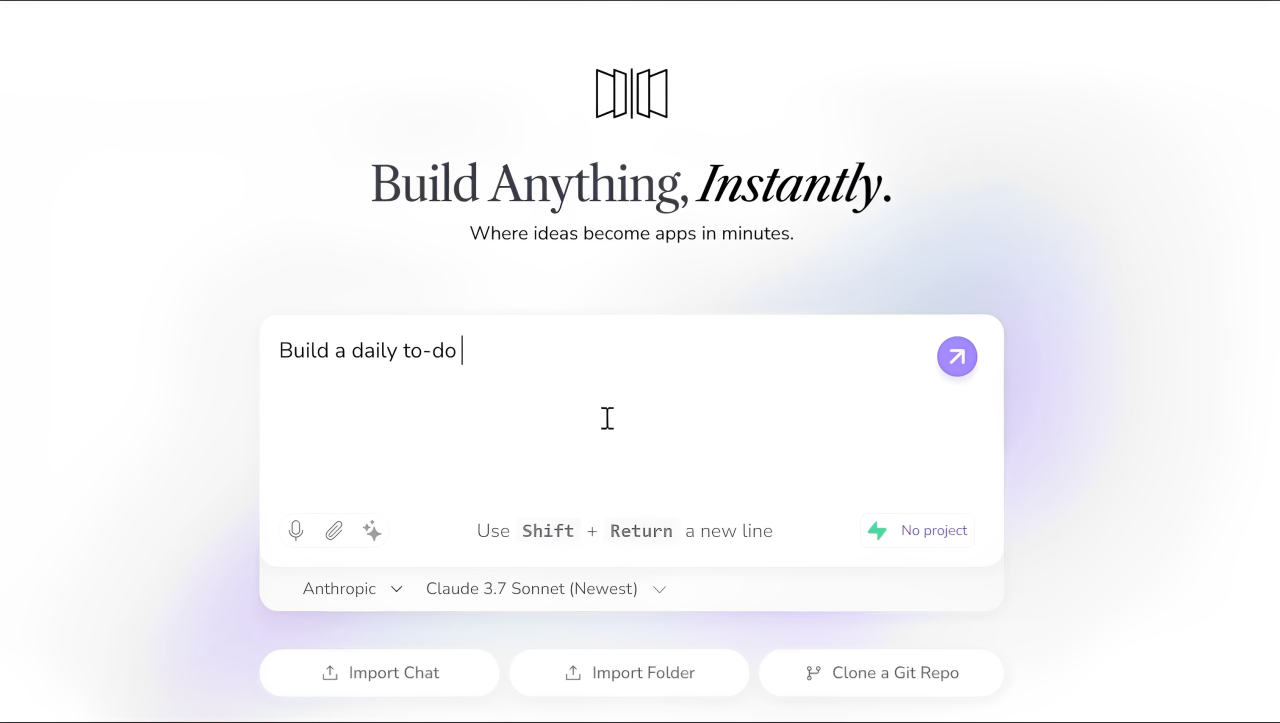 Build Anything, Instantly.
Where ideas become apps in minutes.
Build a daily to-do
Use Shift + Return a new line
No project
Anthropic Claude 3.7 Sonnet (Newest)
Import Chat Import Folder Clone a Git Repo